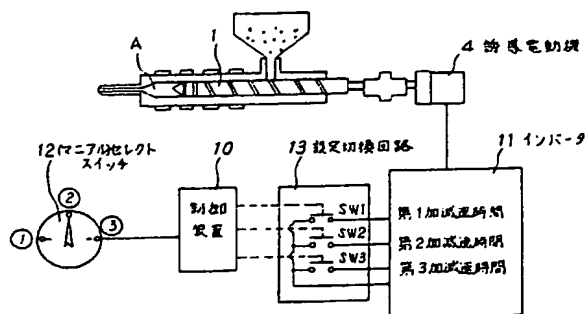 A
1
4 誘導電動機
12(マニアル)セレクト
スイッチ
10
13 設定切換回路
11 インバータ
②
①
③
制御
装置
SW1
SW2
SW3
第1加減速時間
第2加減速時間
第3加減速時間